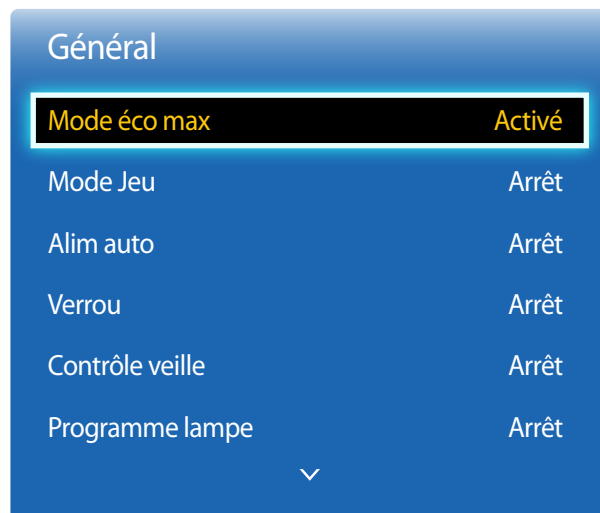 Général
Mode éco max Activé
Mode Jeu Arrêt
Alim auto Arrêt
Verrou Arrêt
Contrôle veille Arrêt
Programme lampe Arrêt